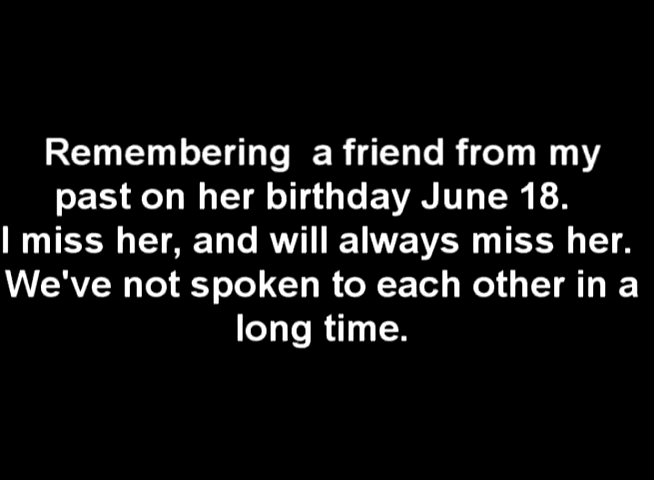 Remembering  a friend from my
past on her birthday June 18.
I miss her, and will always miss her.
We've not spoken to each other in a
long time.